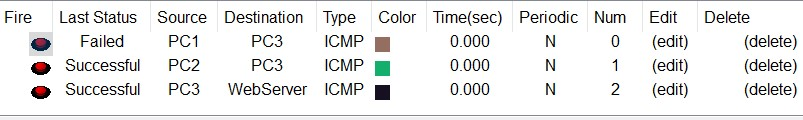 Fire Last Status Source Destination Type Color Time(sec) Periodic Num Edit Delete
Failed PC1 PC3 ICMP 0.000 N 0 (edit) (delete)
Successful PC2 PC3 ICMP 0.000 N 1 (edit) (delete)
Successful PC3 WebServer ICMP 0.000 N 2 (edit) (delete)